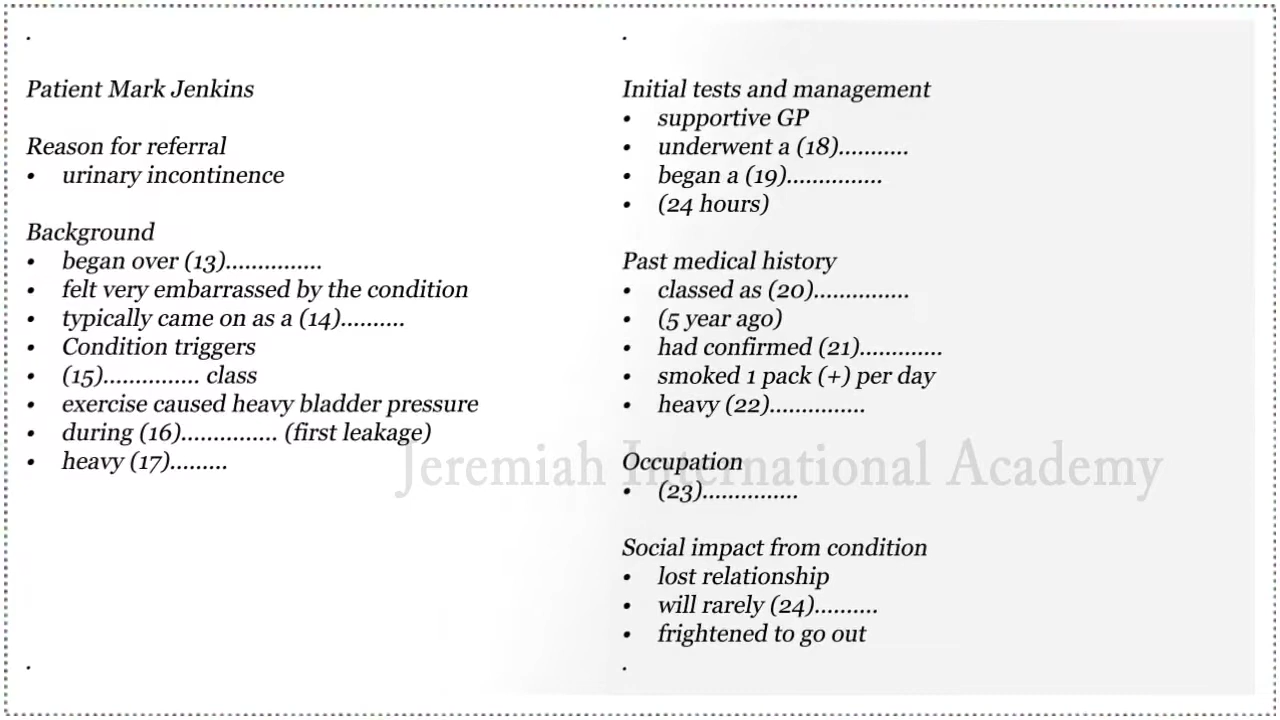 .
Patient Mark Jenkins
Reason for referral
• urinary incontinence
Background
• began over (13)...............
• felt very embarrassed by the condition
• typically came on as a (14)..........
• Condition triggers
• (15)............... class
• exercise caused heavy bladder pressure
• during (16)............... (first leakage)
• heavy (17).........
.
.
Initial tests and management
• supportive GP
• underwent a (18)...........
• began a (19)...............
• (24 hours)
Past medical history
• classed as (20)...............
• (5 year ago)
• had confirmed (21).............
• smoked 1 pack (+) per day
• heavy (22)...............
Occupation
• (23)...............
Social impact from condition
• lost relationship
• will rarely (24)..........
• frightened to go out
.
Jeremiah International Academy